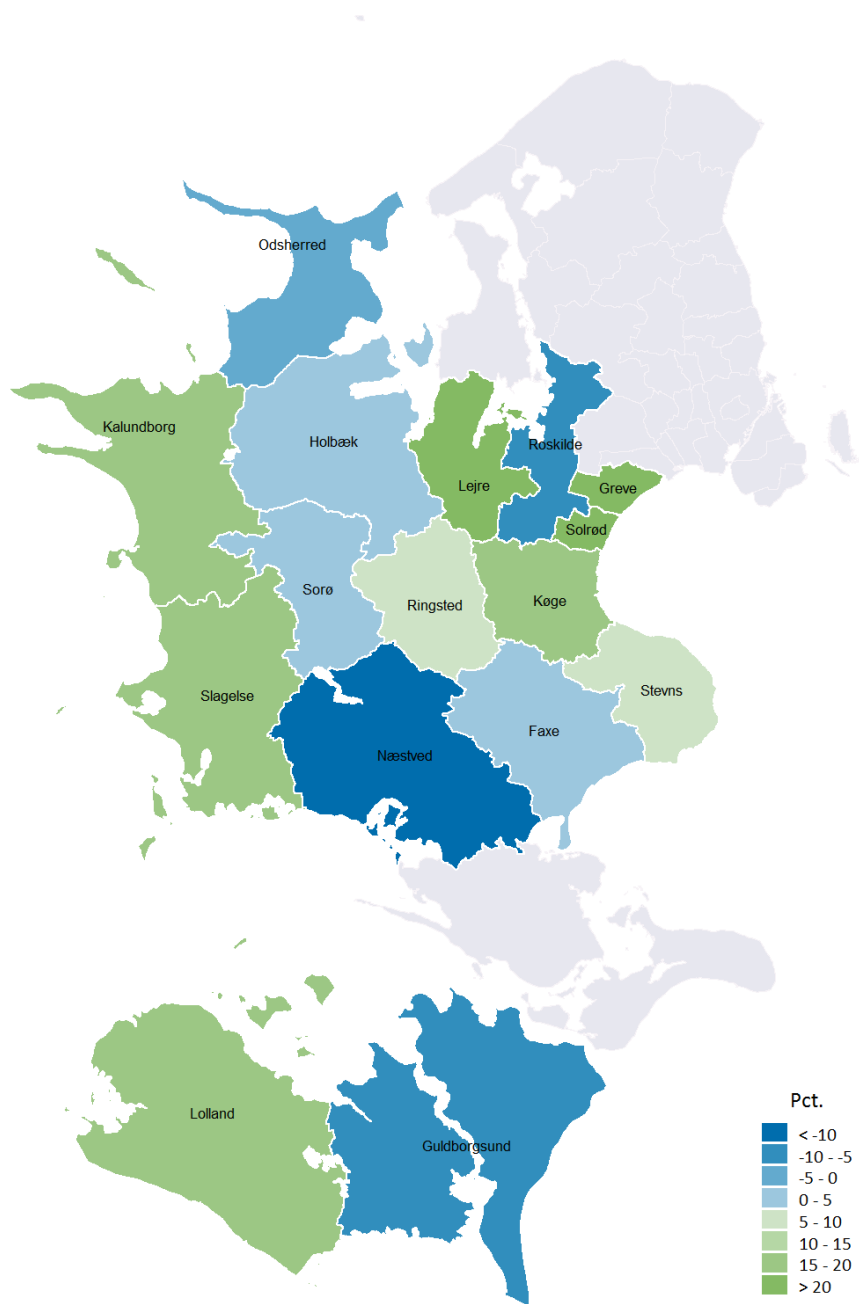 Odsherred
Kalundborg
Holbæk
Roskilde
Lejre
Greve
Solrød
Sorø
Ringsted
Køge
Slagelse
Stevns
Faxe
Næstved
Lolland
Guldborgsund
Pct.
< -10
-10 - -5
-5 - 0
0 - 5
5 - 10
10 - 15
15 - 20
> 20